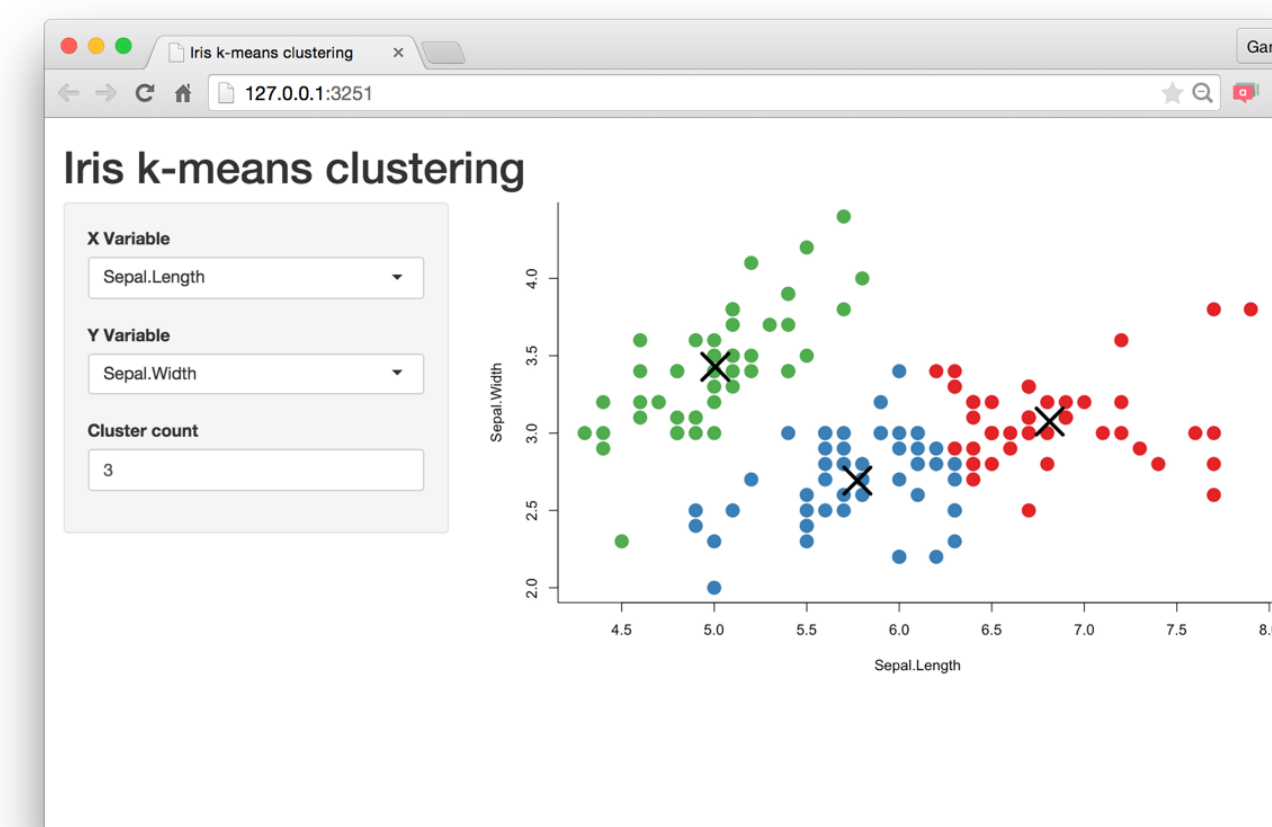 Iris k-means clustering
Gar
127.0.0.1:3251
a
Iris k-means clustering
X Variable
Sepal.Length
Y Variable
Sepal.Width
Cluster count
3
Sepal.Width
4.0
3.5
3.0
2.5
2.0
4.5 5.0 5.5 6.0 6.5 7.0 7.5 8.
Sepal.Length